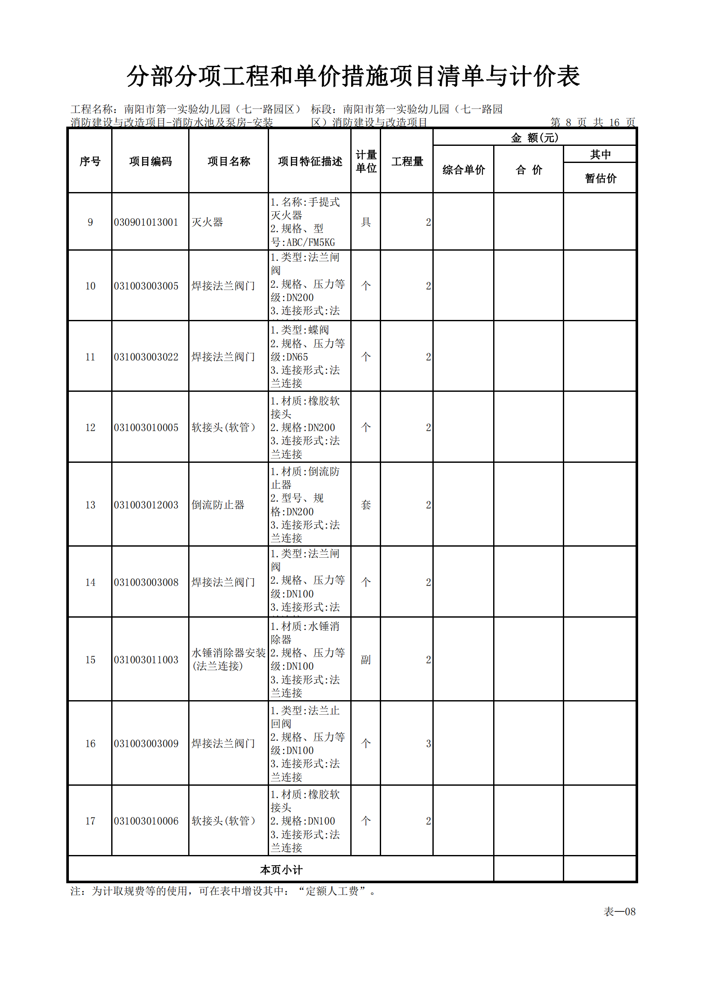 分部分项工程和单价措施项目清单与计价表
工程名称：南阳市第一实验幼儿园（七一路园区）
消防建设与改造项目-消防水池及泵房-安装
标段：南阳市第一实验幼儿园（七一路园
区）消防建设与改造项目
第 8 页 共 16 页
序号
项目编码
项目名称
项目特征描述
计量
单位
工程量
金 额(元)
综合单价
合 价
其中
暂估价
9
030901013001
灭火器
1.名称:手提式
灭火器
2.规格、型
号:ABC/FM5KG
具
2
10
031003003005
焊接法兰阀门
1.类型:法兰闸
阀
2.规格、压力等
级:DN200
3.连接形式:法
个
2
11
031003003022
焊接法兰阀门
1.类型:蝶阀
2.规格、压力等
级:DN65
3.连接形式:法
兰连接
个
2
12
031003010005
软接头(软管）
1.材质:橡胶软
接头
2.规格:DN200
3.连接形式:法
兰连接
个
2
13
031003012003
倒流防止器
1.材质:倒流防
止器
2.型号、规
格:DN200
3.连接形式:法
兰连接
套
2
14
031003003008
焊接法兰阀门
1.类型:法兰闸
阀
2.规格、压力等
级:DN100
3.连接形式:法
个
2
15
031003011003
水锤消除器安装
(法兰连接)
1.材质:水锤消
除器
2.规格、压力等
级:DN100
3.连接形式:法
兰连接
副
2
16
031003003009
焊接法兰阀门
1.类型:法兰止
回阀
2.规格、压力等
级:DN100
3.连接形式:法
兰连接
个
3
17
031003010006
软接头(软管）
1.材质:橡胶软
接头
2.规格:DN100
3.连接形式:法
兰连接
个
2
本页小计
注：为计取规费等的使用，可在表中增设其中：“定额人工费”。
表—08